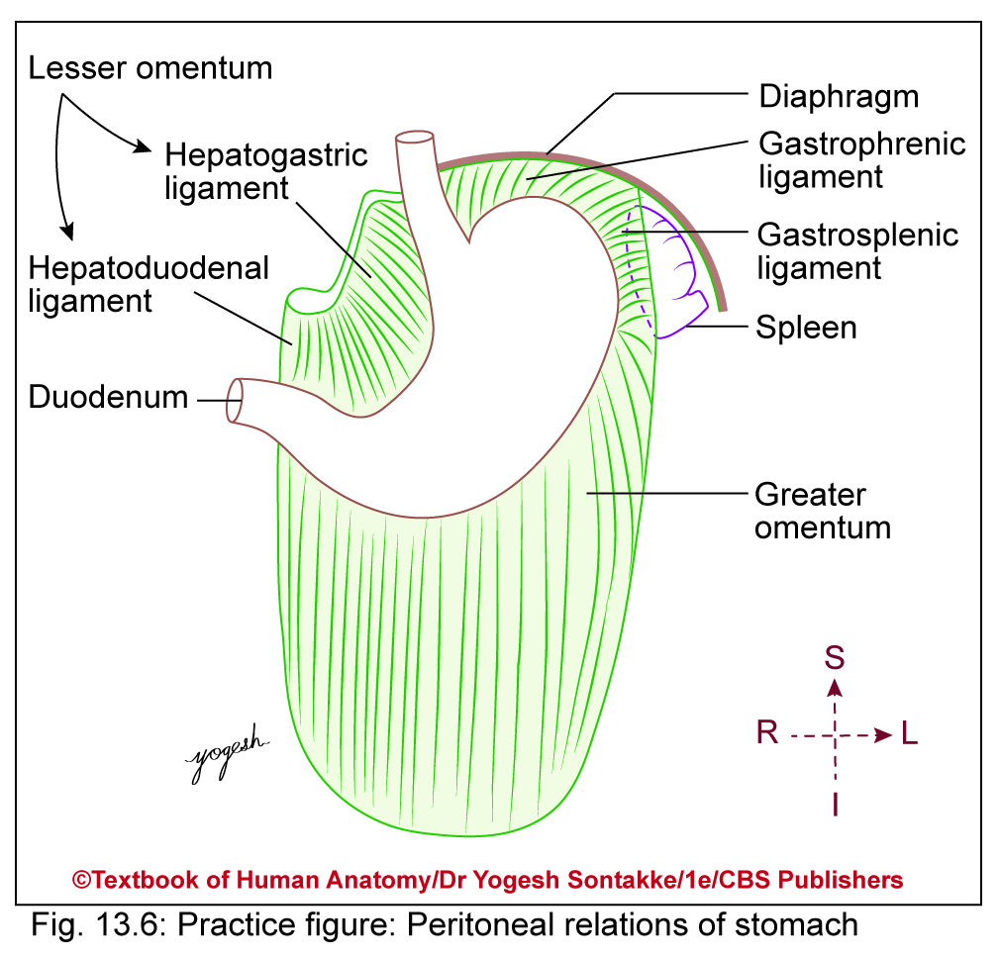 Lesser omentum
Hepatogastric
ligament
Hepatoduodenal
ligament
Duodenum
Diaphragm
Gastrophrenic
ligament
Gastrosplenic
ligament
Spleen
Greater
omentum
S
R
L
I
yogesh
©Textbook of Human Anatomy/Dr Yogesh Sontakke/1e/CBS Publishers
Fig. 13.6: Practice figure: Peritoneal relations of stomach